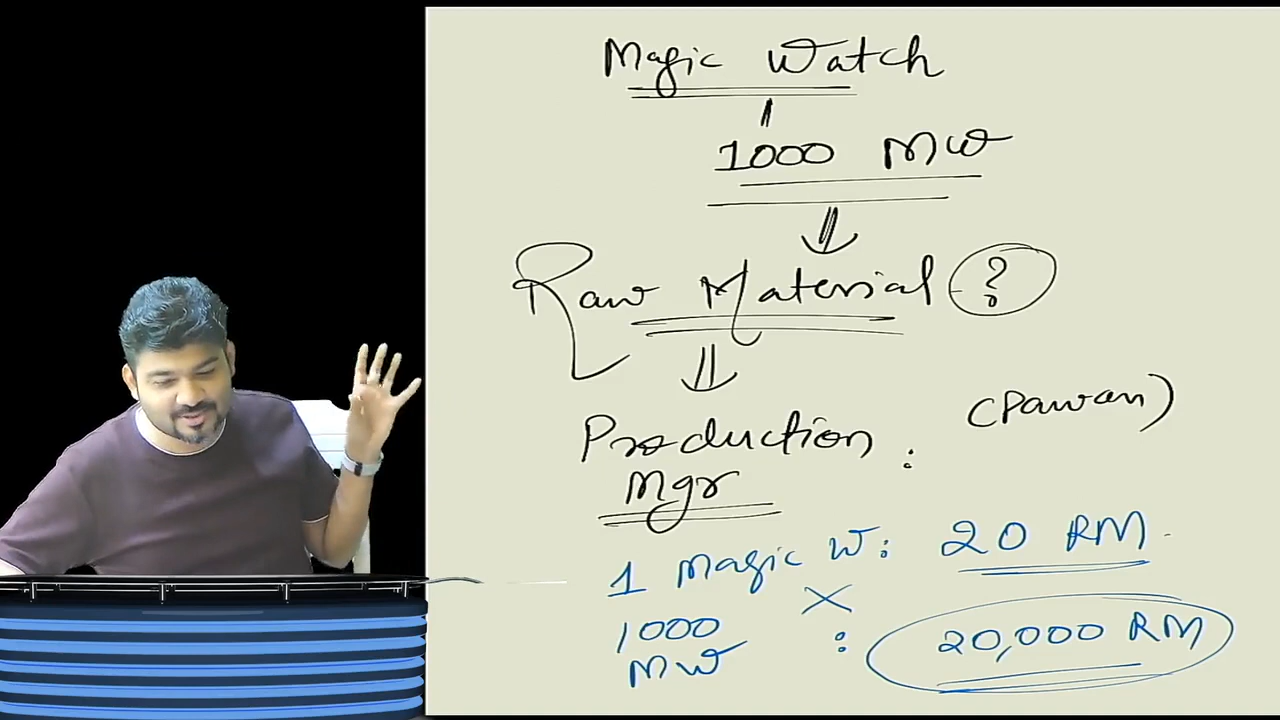 Magic Watch
1000 MW
Raw Material ?
Production : (Pawan)
Mgr
1 Magic W: 20 RM
×
1000 : 20,000 RM
MW